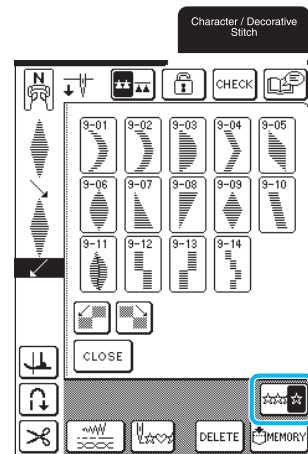 Character / Decorative
Stitch
N
CHECK
9-01 9-02 9-03 9-04 9-05
9-06 9-07 9-08 9-09 9-10
9-11 9-12 9-13 9-14
CLOSE
DELETE MEMORY